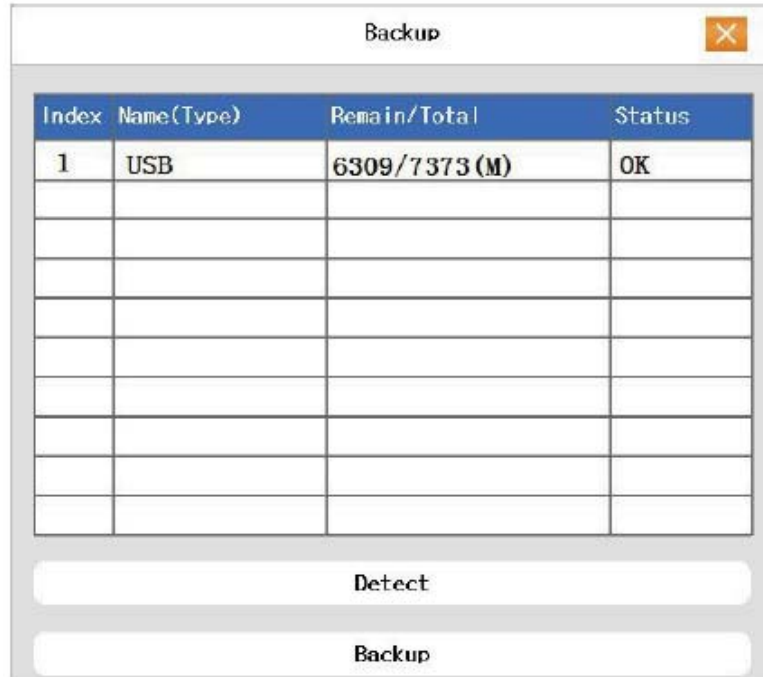 Backup
Index Name(Type) Remain/Total Status
1 USB 6309/7373(M) OK
Detect
Backup